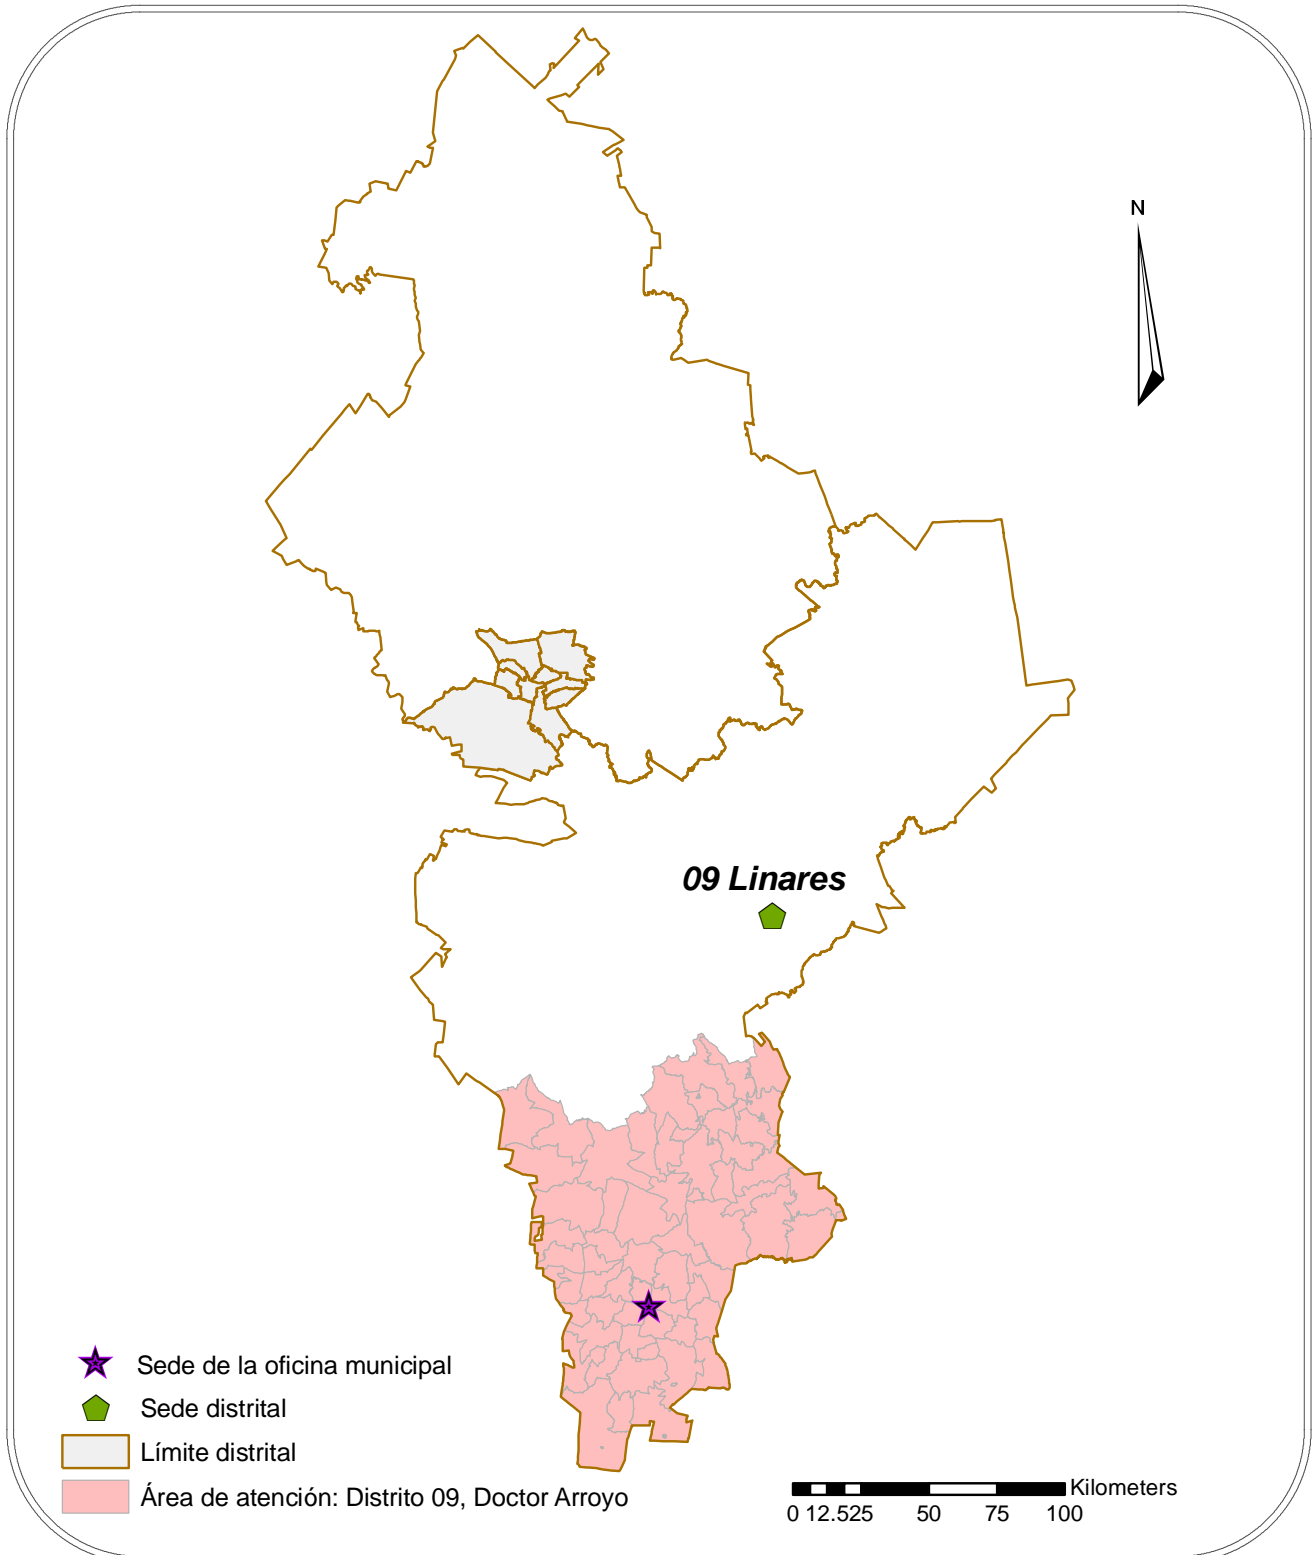 N
09 Linares
Sede de la oficina municipal
Sede distrital
Límite distrital
Área de atención: Distrito 09, Doctor Arroyo
Kilometers
0 12.525 50 75 100